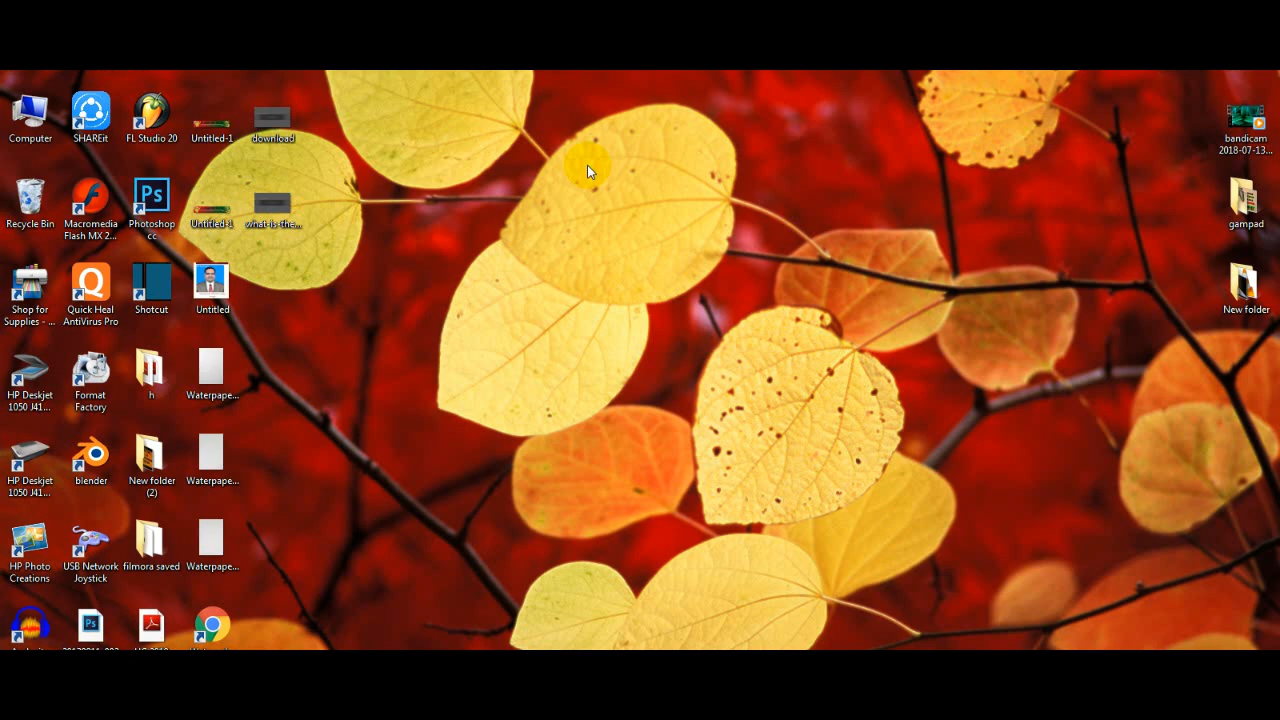 Computer
SHAREit
FL Studio 20
Untitled-1
download
bandicam
2018-07-13...
Recycle Bin
Macromedia
Flash MX 2...
Photoshop
cc
Untitled-1
what-is-the...
gampad
Shop for
Supplies - ...
Quick Heal
AntiVirus Pro
Shotcut
Untitled
New folder
HP Deskjet
1050 J41...
Format
Factory
h
Waterpape...
HP Deskjet
1050 J41...
blender
New folder
(2)
Waterpape...
HP Photo
Creations
USB Network
Joystick
filmora saved
Waterpape...